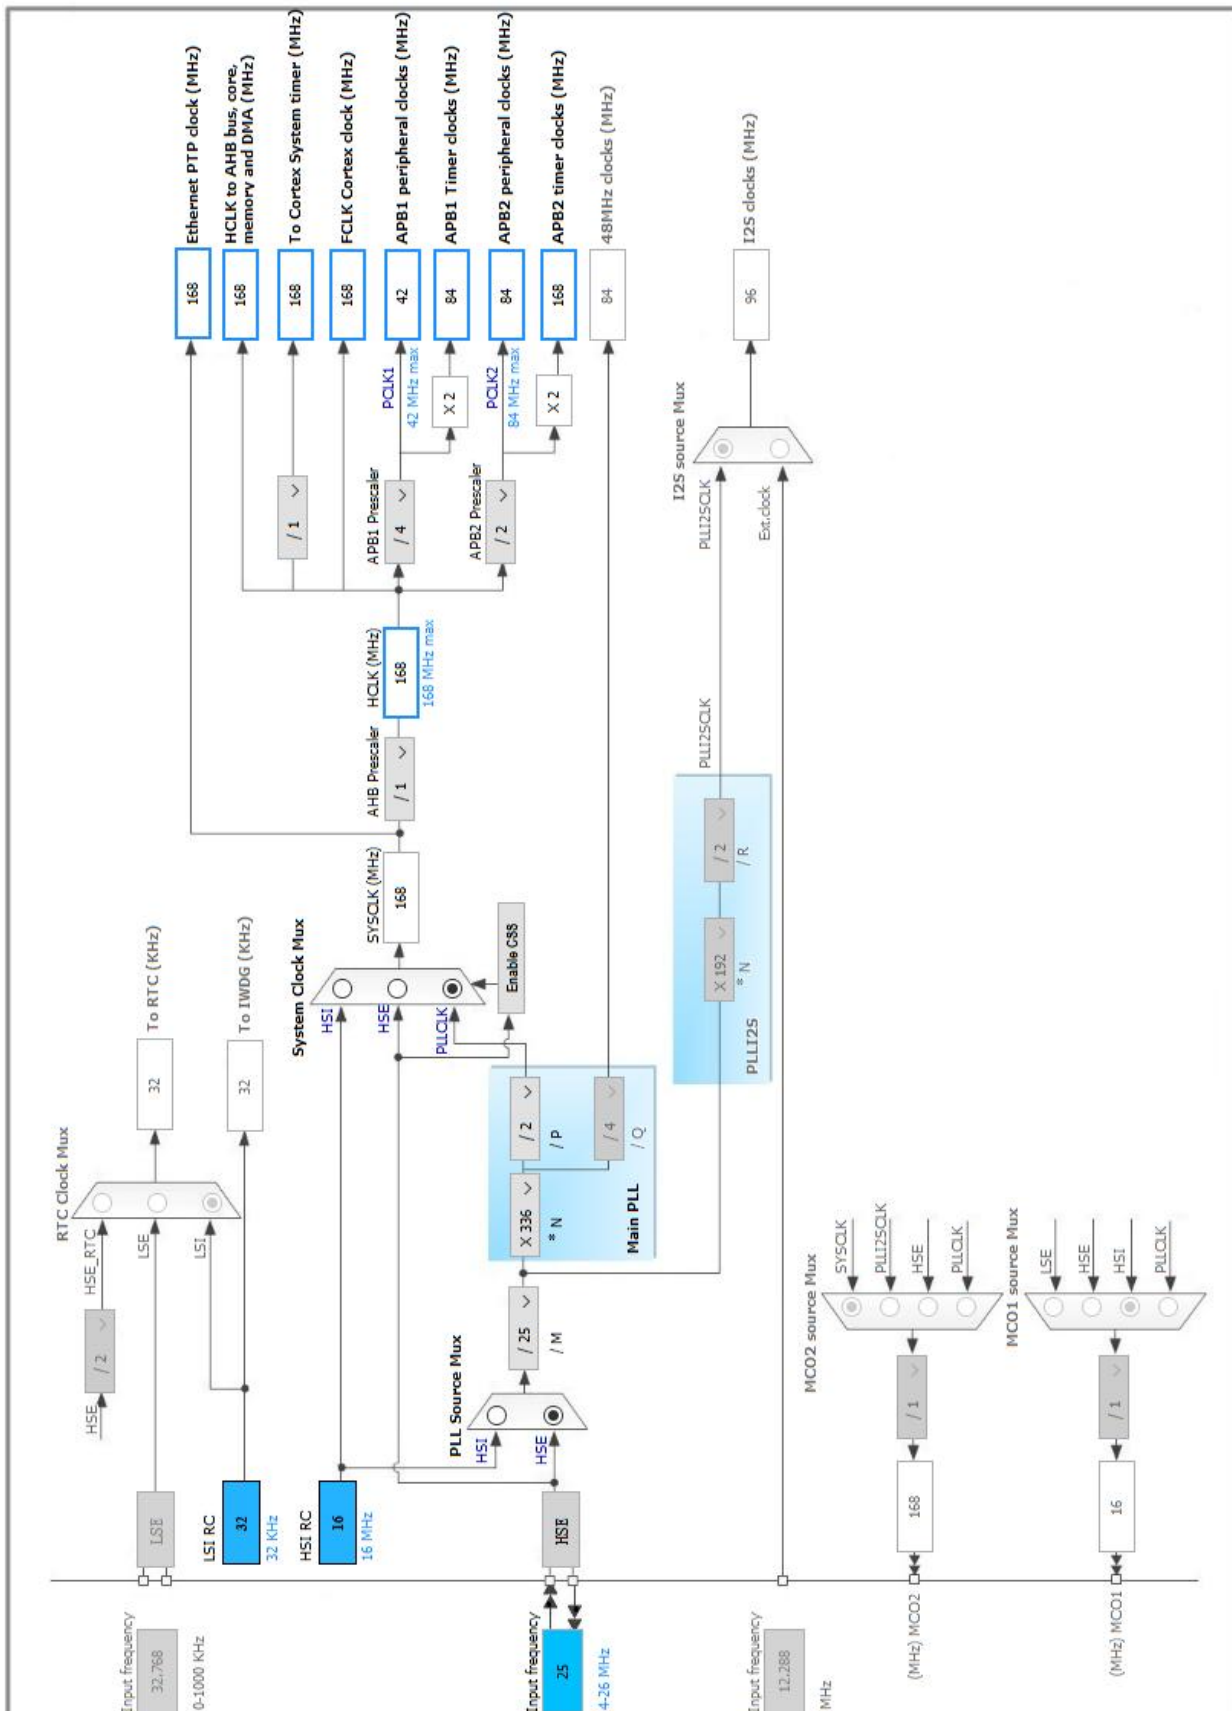 Input frequency
32.768
0-1000 KHz
LSE
HSE
/ 2
HSE_RTC
LSE
LSI
RTC Clock Mux
32
To RTC (KHz)
LSI RC
32
32 KHz
32
To IWDG (KHz)
HSI RC
16
16 MHz
Input frequency
25
4-26 MHz
HSE
PLL Source Mux
HSI
HSE
/ 25
/ M
X 336
* N
/ 2
/ P
/ 4
/ Q
Main PLL
System Clock Mux
HSI
HSE
PLLCLK
Enable CSS
SYSCLK (MHz)
168
AHB Prescaler
/ 1
HCLK (MHz)
168
168 MHz max
/ 1
APB1 Prescaler
/ 4
PCLK1
42 MHz max
X 2
APB2 Prescaler
/ 2
PCLK2
84 MHz max
X 2
168
Ethernet PTP clock (MHz)
168
HCLK to AHB bus, core,
memory and DMA (MHz)
168
To Cortex System timer (MHz)
168
FCLK Cortex clock (MHz)
42
APB1 peripheral clocks (MHz)
84
APB1 Timer clocks (MHz)
84
APB2 peripheral clocks (MHz)
168
APB2 timer clocks (MHz)
84
48MHz clocks (MHz)
PLLI2S
X 192
* N
/ 2
/ R
PLLI2SCLK
PLLI2SCLK
I2S source Mux
Ext.clock
96
I2S clocks (MHz)
Input frequency
12.288
MHz
MCO2 source Mux
SYSCLK
PLLI2SCLK
HSE
PLLCLK
/ 1
168
(MHz) MCO2
MCO1 source Mux
LSE
HSE
HSI
PLLCLK
/ 1
16
(MHz) MCO1